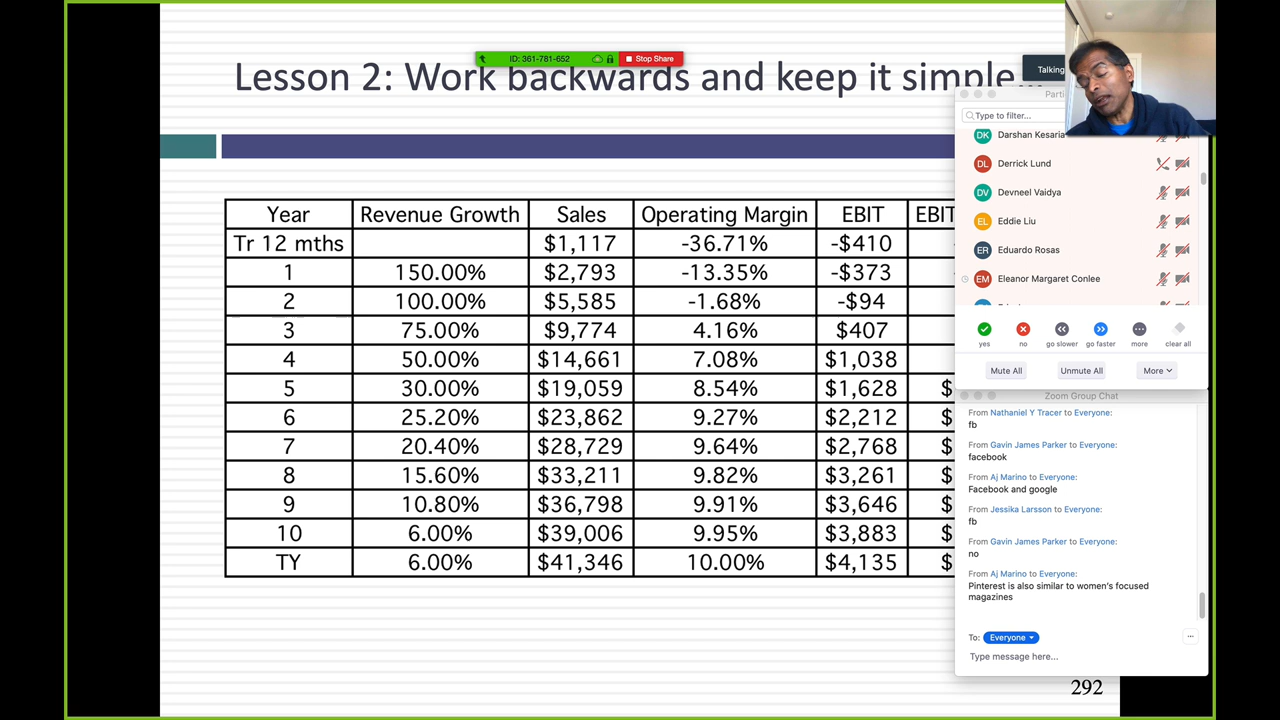 ID: 361-781-652
Stop Share
Talking
Lesson 2: Work backwards and keep it simple…
Year Revenue Growth Sales Operating Margin EBIT EBIT
Tr 12 mths $1,117 -36.71% -$410
1 150.00% $2,793 -13.35% -$373
2 100.00% $5,585 -1.68% -$94
3 75.00% $9,774 4.16% $407
4 50.00% $14,661 7.08% $1,038
5 30.00% $19,059 8.54% $1,628 $
6 25.20% $23,862 9.27% $2,212 $
7 20.40% $28,729 9.64% $2,768 $
8 15.60% $33,211 9.82% $3,261 $
9 10.80% $36,798 9.91% $3,646 $
10 6.00% $39,006 9.95% $3,883 $
TY 6.00% $41,346 10.00% $4,135 $
292
Type to filter...
DK Darshan Kesaria
DL Derrick Lund
DV Devneel Vaidya
EL Eddie Liu
ER Eduardo Rosas
EM Eleanor Margaret Conlee
yes no go slower go faster more clear all
Mute All Unmute All More
Zoom Group Chat
From Nathaniel Y Tracer to Everyone:
fb
From Gavin James Parker to Everyone:
facebook
From Aj Marino to Everyone:
Facebook and google
From Jessika Larsson to Everyone:
fb
From Gavin James Parker to Everyone:
no
From Aj Marino to Everyone:
Pinterest is also similar to women's focused
magazines
To: Everyone
Type message here...